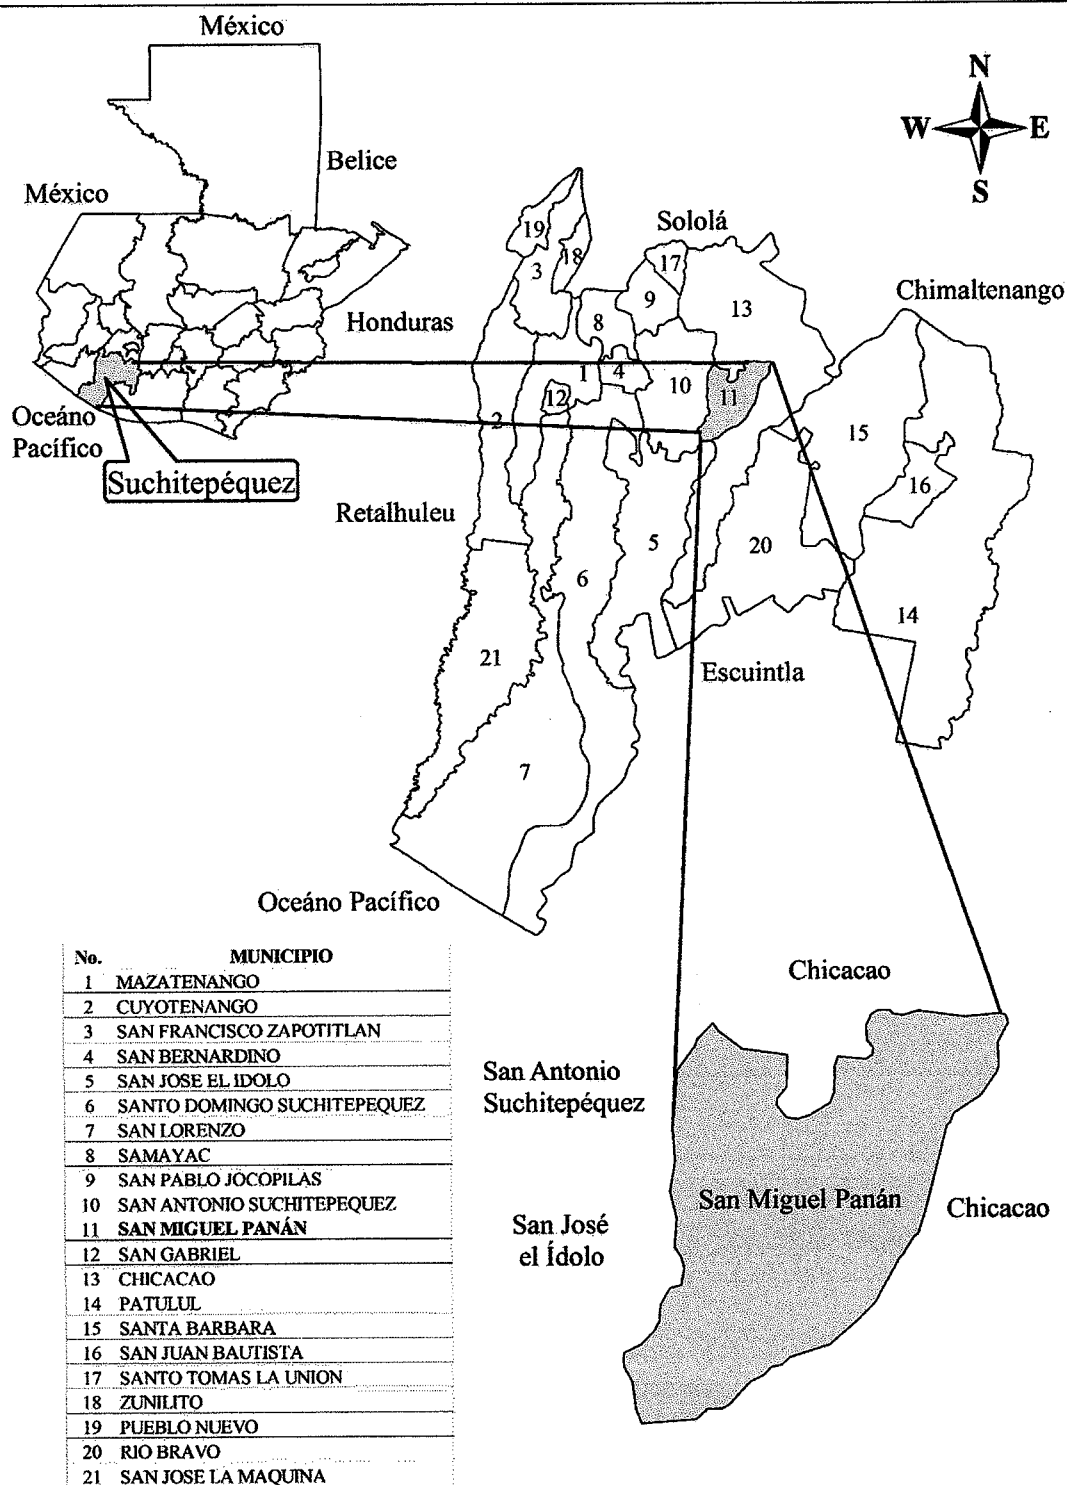 México
N
W E
S
Belice
México
Sololá
Chimaltenango
Honduras
19
18
3
17
9
13
8
1
4
10
11
12
2
15
16
5
20
6
14
21
7
Océano
Pacífico
Suchitepéquez
Retalhuleu
Escuintla
Océano Pacífico
No. MUNICIPIO
1 MAZATENANGO
2 CUYOTENANGO
3 SAN FRANCISCO ZAPOTITLAN
4 SAN BERNARDINO
5 SAN JOSE EL IDOLO
6 SANTO DOMINGO SUCHITEPEQUEZ
7 SAN LORENZO
8 SAMAYAC
9 SAN PABLO JOCOPILAS
10 SAN ANTONIO SUCHITEPEQUEZ
11 SAN MIGUEL PANÁN
12 SAN GABRIEL
13 CHICACAO
14 PATULUL
15 SANTA BARBARA
16 SAN JUAN BAUTISTA
17 SANTO TOMAS LA UNION
18 ZUNILITO
19 PUEBLO NUEVO
20 RIO BRAVO
21 SAN JOSE LA MAQUINA
Chicacao
San Antonio
Suchitepéquez
San Miguel Panán
Chicacao
San José
el Ídolo